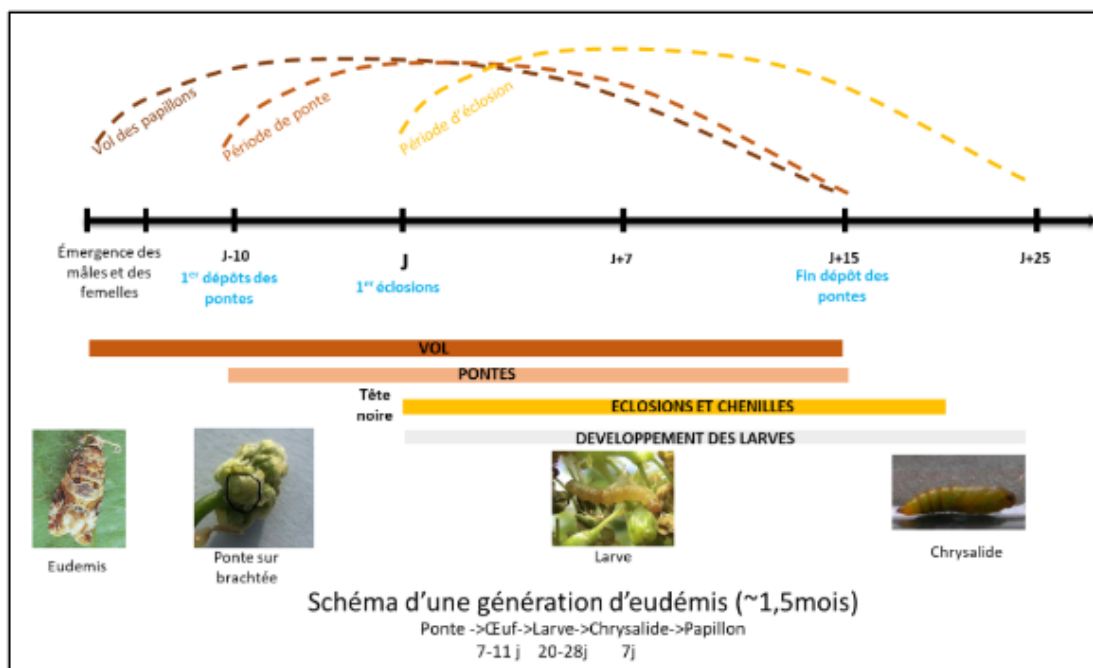 Vol des papillons
Période de ponte
Période d'éclosion
Émergence des
mâles et des
femelles
J-10
1er dépôts des
pontes
J
1er éclosions
J+7
J+15
Fin dépôt des
pontes
J+25
VOL
PONTES
Tête
noire
ECLOSIONS ET CHENILLES
DEVELOPPEMENT DES LARVES
Eudemis
Ponte sur
brachtée
Larve
Chrysalide
Schéma d'une génération d'eudémis (~1,5mois)
Ponte ->Œuf->Larve->Chrysalide->Papillon
7-11 j 20-28j 7j